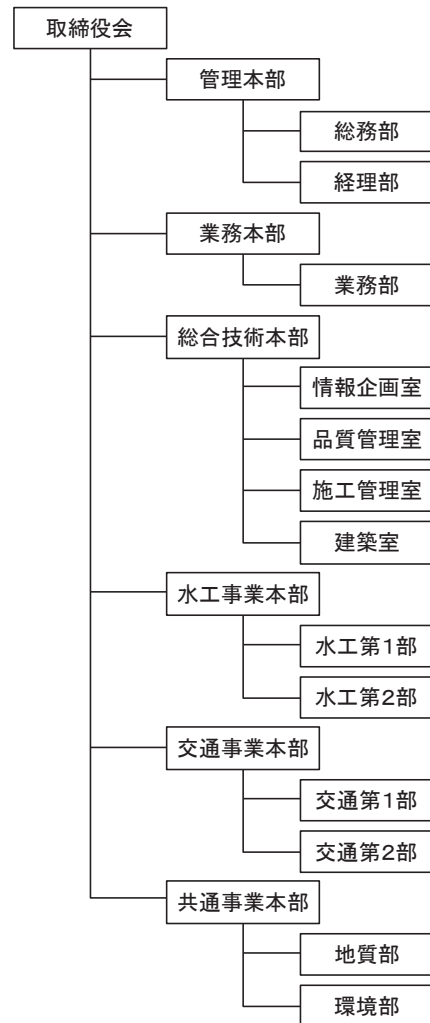 取締役会
管理本部
総務部
経理部
業務本部
業務部
総合技術本部
情報企画室
品質管理室
施工管理室
建築室
水工事業本部
水工第1部
水工第2部
交通事業本部
交通第1部
交通第2部
共通事業本部
地質部
環境部